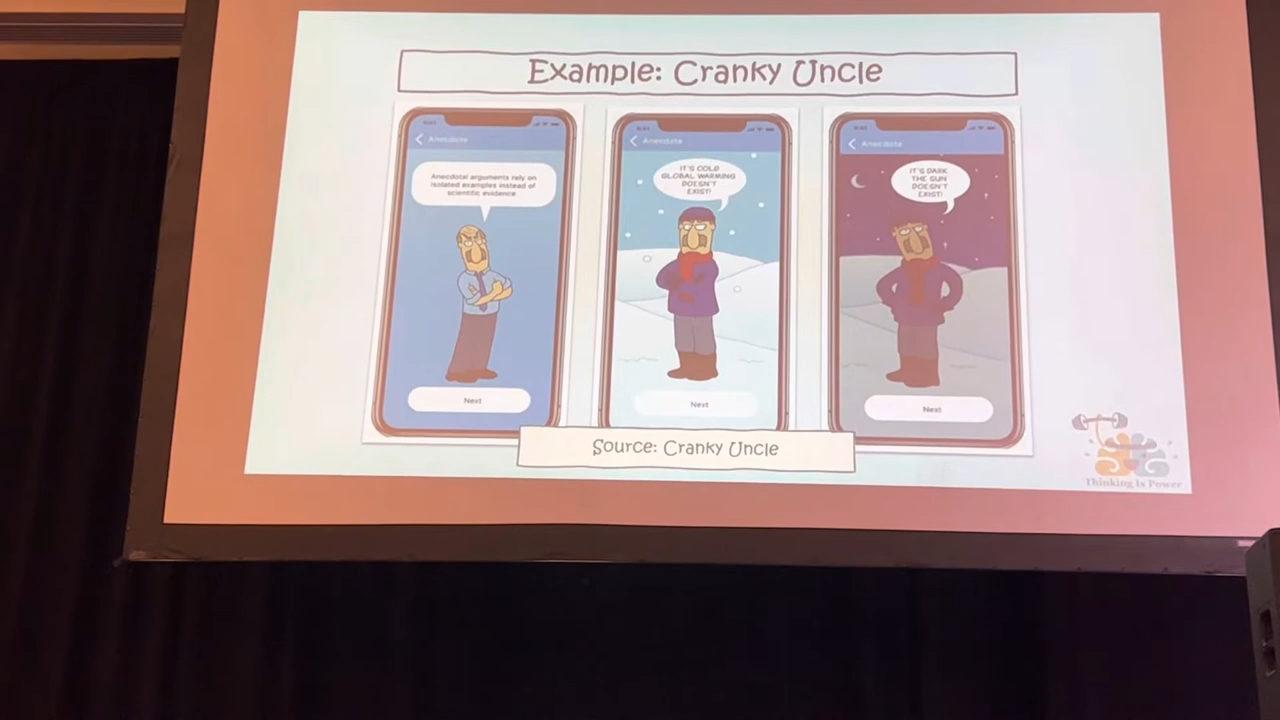 Example: Cranky Uncle
Anecdote
Anecdotal arguments rely on
isolated examples instead of
scientific evidence.
Next
Anecdote
IT'S COLD
GLOBAL WARMING
DOESN'T
EXIST!
Next
Anecdote
IT'S DARK
THE SUN
DOESN'T
EXIST!
Next
Source: Cranky Uncle
Thinking Is Power